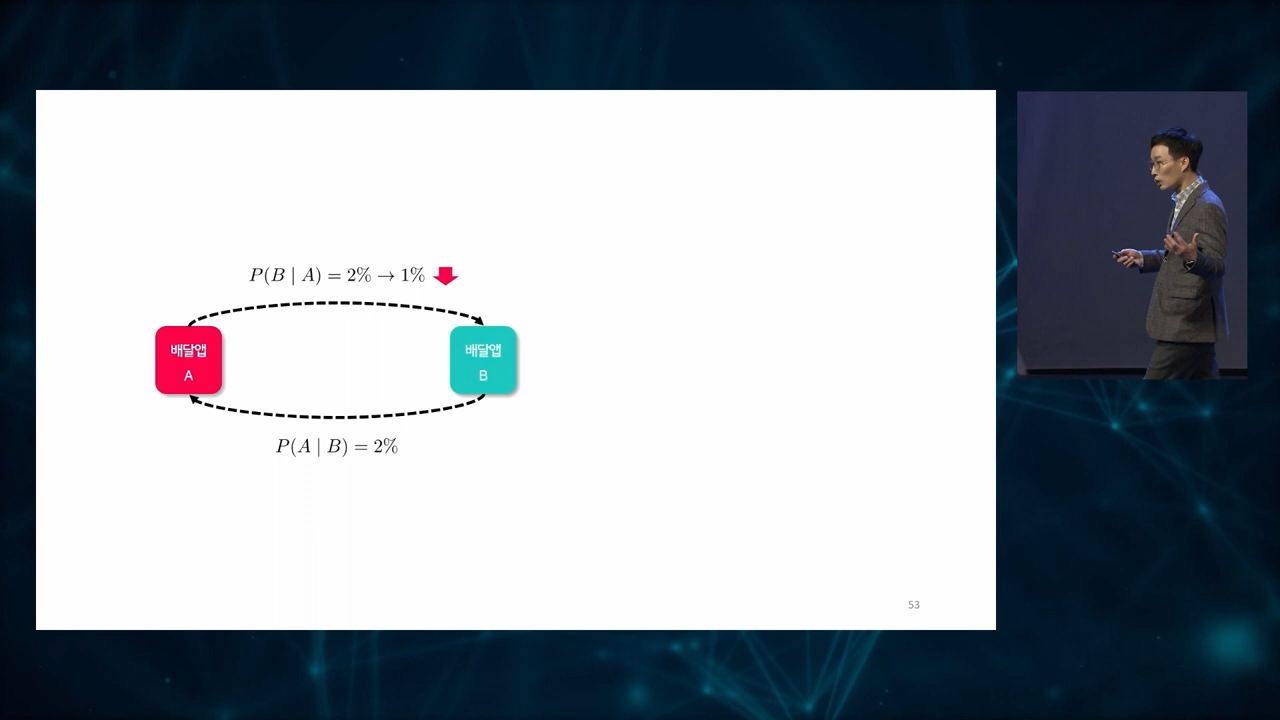 P(B | A) = 2% → 1%
배달앱
A
배달앱
B
P(A | B) = 2%
53